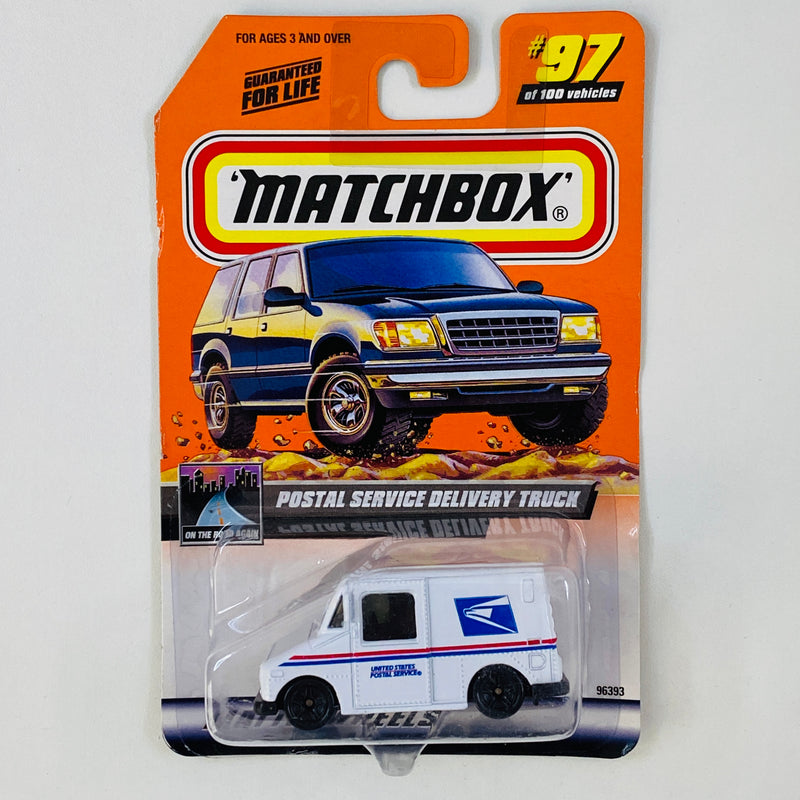 FOR AGES 3 AND OVER
GUARANTEED
FOR LIFE
#97
of 100 vehicles
'MATCHBOX'®
POSTAL SERVICE DELIVERY TRUCK
ON THE ROAD AGAIN
UNITED STATES
POSTAL SERVICE®
96393
WHEELS